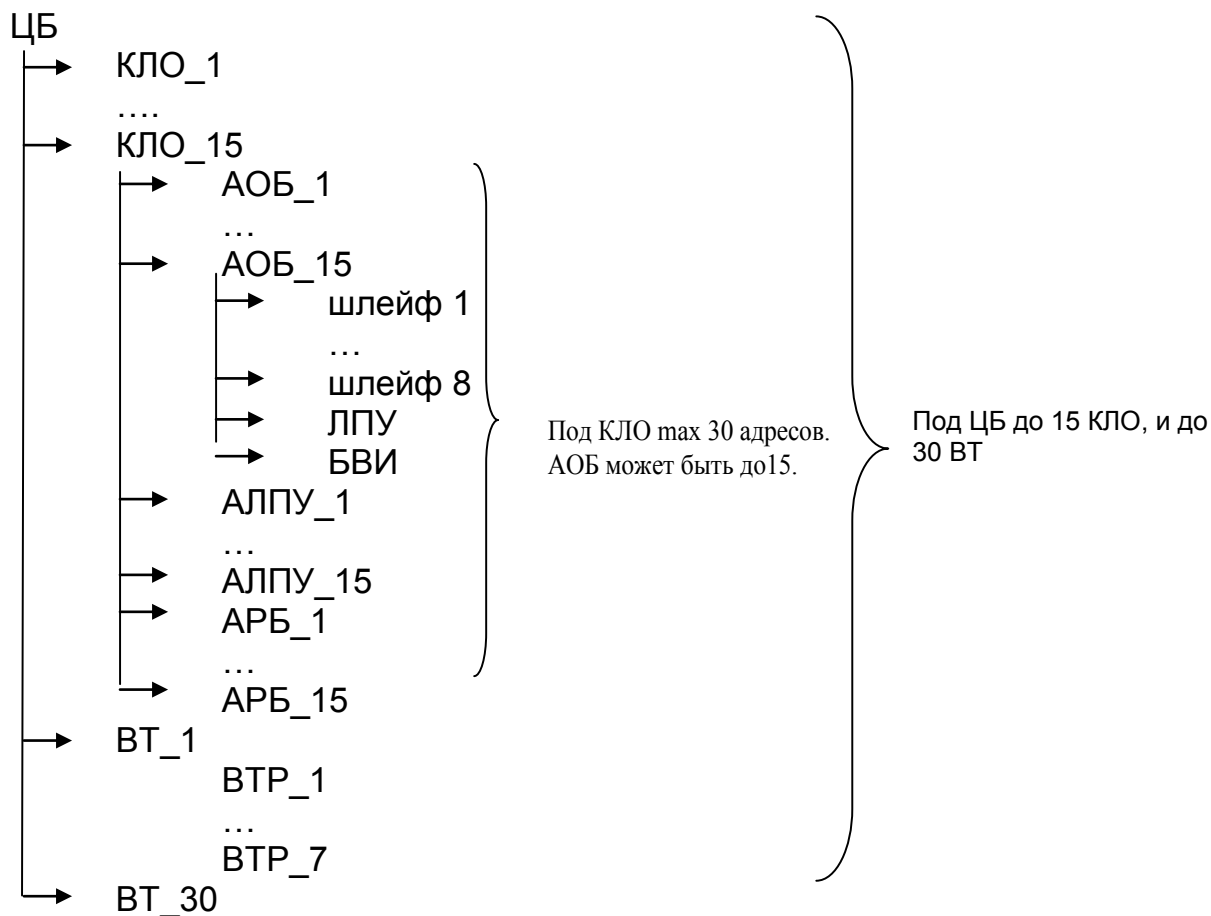 ЦБ
КЛО_1
....
КЛО_15
АОБ_1
...
АОБ_15
шлейф 1
...
шлейф 8
ЛПУ
БВИ
АЛПУ_1
...
АЛПУ_15
АРБ_1
...
АРБ_15
ВТ_1
ВТР_1
...
ВТР_7
ВТ_30
Под КЛО max 30 адресов.
АОБ может быть до15.
Под ЦБ до 15 КЛО, и до
30 ВТ